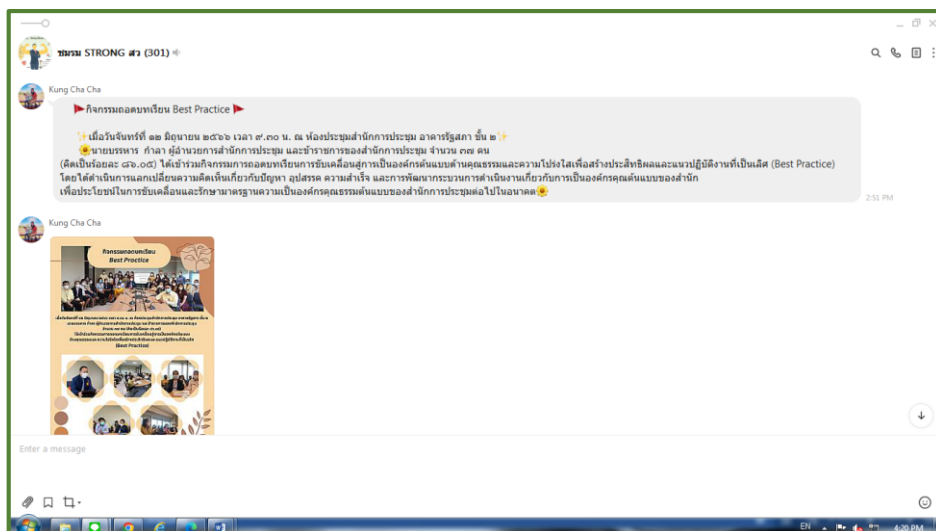 ชมรม STRONG สว (301)
Kung Cha Cha
กิจกรรมถอดบทเรียน Best Practice
เมื่อวันจันทร์ที่ ๑๒ มิถุนายน ๒๕๖๖ เวลา ๙.๓๐ น. ณ ห้องประชุมสำนักการประชุม อาคารรัฐสภา ชั้น ๒
นายบรรหาร กำลา ผู้อำนวยการสำนักการประชุม และข้าราชการของสำนักการประชุม จำนวน ๓๗ คน
(คิดเป็นร้อยละ ๘๖.๐๕) ได้เข้าร่วมกิจกรรมการถอดบทเรียนการขับเคลื่อนสู่การเป็นองค์กรต้นแบบด้านคุณธรรมและความโปร่งใสเพื่อสร้างประสิทธิผลและแนวปฏิบัติงานที่เป็นเลิศ (Best Practice)
โดยได้ดำเนินการแลกเปลี่ยนความคิดเห็นเกี่ยวกับปัญหา อุปสรรค ความสำเร็จ และการพัฒนากระบวนการดำเนินงานเกี่ยวกับการเป็นองค์กรคุณต้นแบบของสำนัก
เพื่อประโยชน์ในการขับเคลื่อนและรักษามาตรฐานความเป็นองค์กรคุณธรรมต้นแบบของสำนักการประชุมต่อไปในอนาคต
2:51 PM
Kung Cha Cha
กิจกรรมถอดบทเรียน
Best Practice
(Best Practice)
Enter a message
EN
4:20 PM